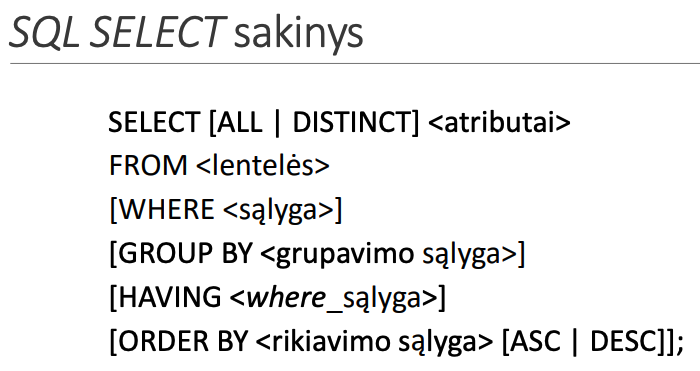 SQL SELECT sakinys
SELECT [ALL | DISTINCT] <atributai>
FROM <lentelės>
[WHERE <sąlyga>]
[GROUP BY <grupavimo sąlyga>]
[HAVING <where_sąlyga>]
[ORDER BY <rikiavimo sąlyga> [ASC | DESC]];